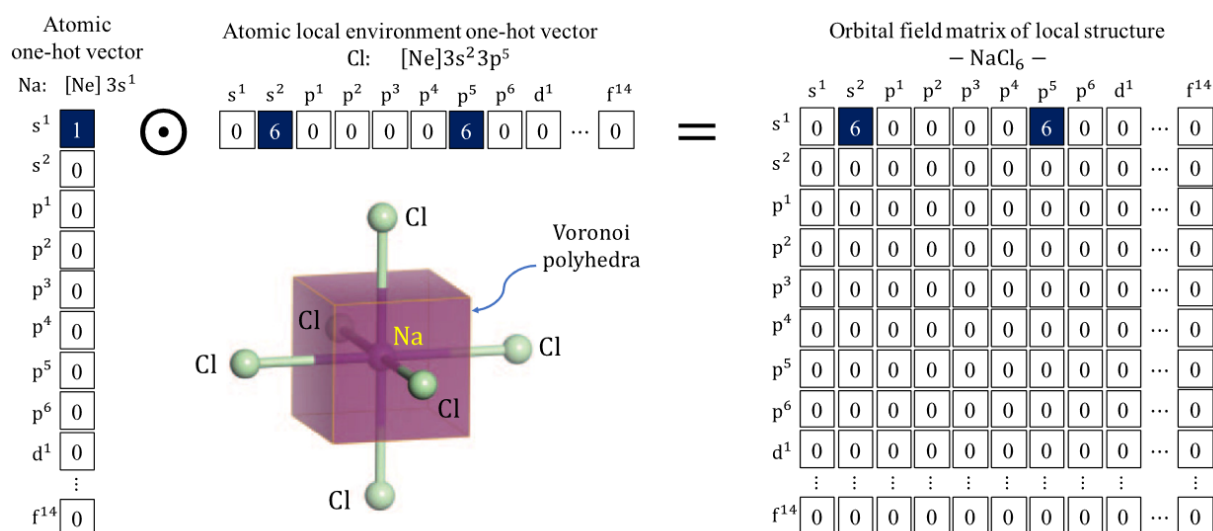 Atomic
one-hot vector
Na: [Ne] 3s¹
s¹ 1
s² 0
p¹ 0
p² 0
p³ 0
p⁴ 0
p⁵ 0
p⁶ 0
d¹ 0
⋮
f¹⁴ 0
⊙
Atomic local environment one-hot vector
Cl: [Ne]3s²3p⁵
s¹ s² p¹ p² p³ p⁴ p⁵ p⁶ d¹ f¹⁴
0 6 0 0 0 0 6 0 0 ⋯ 0
Cl
Voronoi
polyhedra
Cl
Na
Cl
Cl
Cl
Cl
=
Orbital field matrix of local structure
− NaCl₆ −
s¹ s² p¹ p² p³ p⁴ p⁵ p⁶ d¹ f¹⁴
s¹ 0 6 0 0 0 0 6 0 0 ⋯ 0
s² 0 0 0 0 0 0 0 0 0 ⋯ 0
p¹ 0 0 0 0 0 0 0 0 0 ⋯ 0
p² 0 0 0 0 0 0 0 0 0 ⋯ 0
p³ 0 0 0 0 0 0 0 0 0 ⋯ 0
p⁴ 0 0 0 0 0 0 0 0 0 ⋯ 0
p⁵ 0 0 0 0 0 0 0 0 0 ⋯ 0
p⁶ 0 0 0 0 0 0 0 0 0 ⋯ 0
d¹ 0 0 0 0 0 0 0 0 0 ⋯ 0
⋮ ⋮ ⋮ ⋮ ⋮ ⋮ ⋮ ⋮ ⋮ ⋯ ⋮
f¹⁴ 0 0 0 0 0 0 0 0 0 ⋯ 0